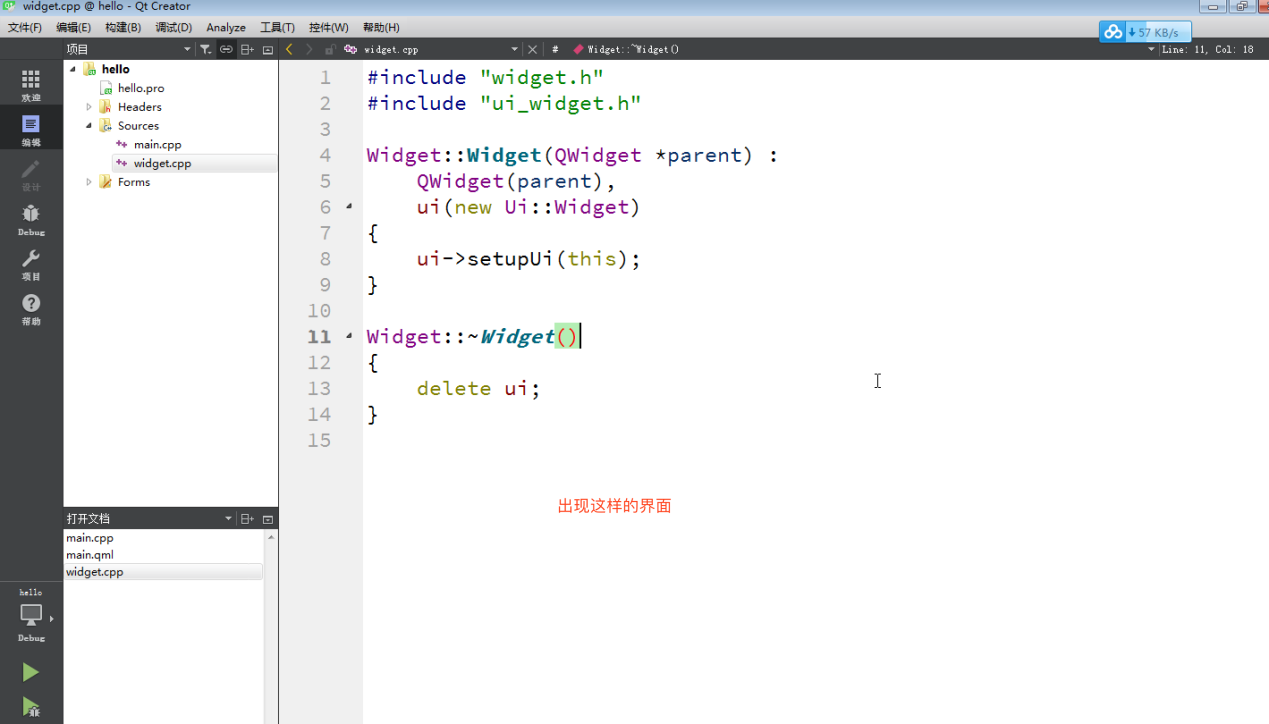 widget.cpp @ hello - Qt Creator
文件(F) 编辑(E) 构建(B) 调试(D) Analyze 工具(T) 控件(W) 帮助(H)
57 KB/s
项目
widget.cpp
#
Widget::~Widget()
Line: 11, Col: 18
欢迎
编辑
设计
Debug
项目
帮助
hello
Debug
hello
hello.pro
Headers
Sources
main.cpp
widget.cpp
Forms
打开文档
main.cpp
main.qml
widget.cpp
1 #include "widget.h"
2 #include "ui_widget.h"
3
4 Widget::Widget(QWidget *parent) :
5     QWidget(parent),
6     ui(new Ui::Widget)
7 {
8     ui->setupUi(this);
9 }
10
11 Widget::~Widget()
12 {
13     delete ui;
14 }
15
出现这样的界面